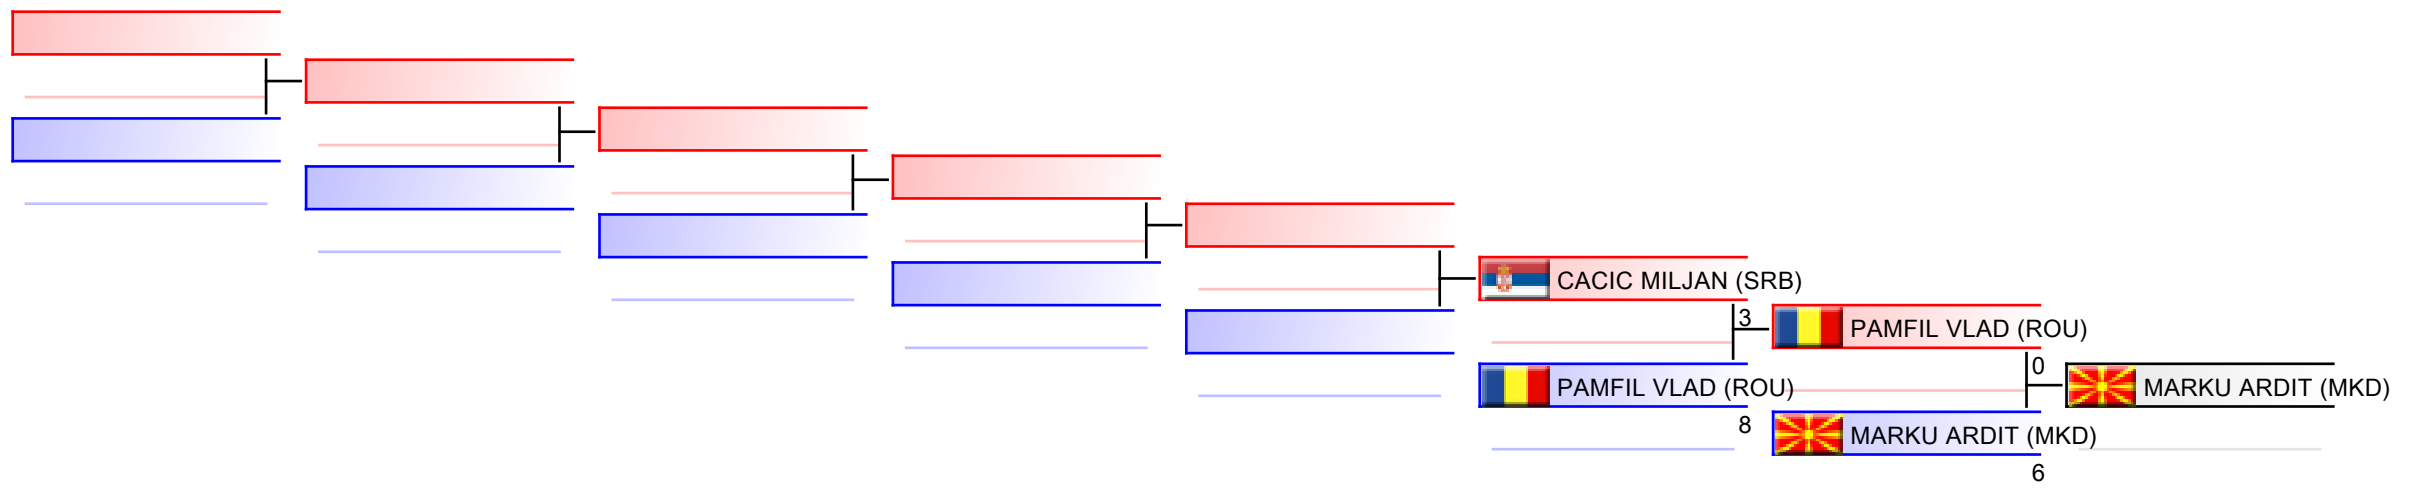 CACIC MILJAN (SRB)
3
PAMFIL VLAD (ROU)
8
PAMFIL VLAD (ROU)
0
MARKU ARDIT (MKD)
6
MARKU ARDIT (MKD)